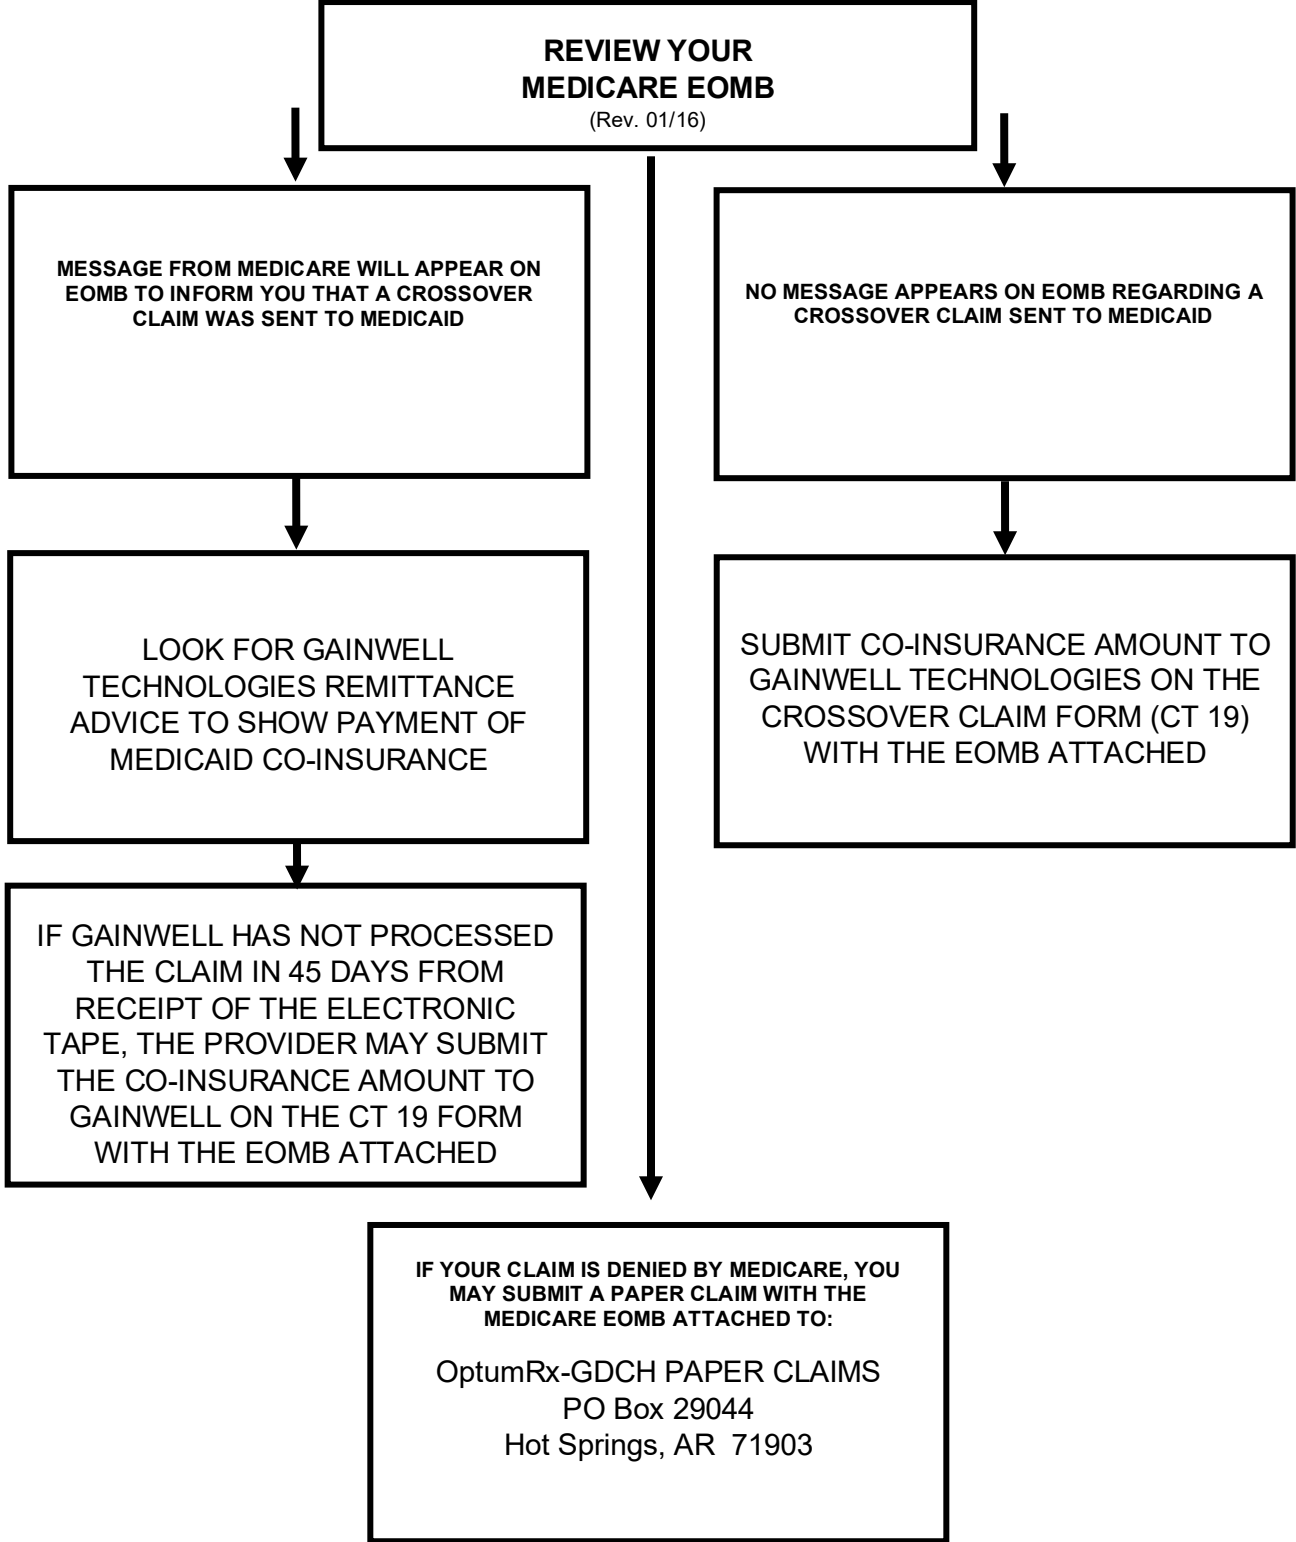 REVIEW YOUR
MEDICARE EOMB
(Rev. 01/16)
MESSAGE FROM MEDICARE WILL APPEAR ON
EOMB TO INFORM YOU THAT A CROSSOVER
CLAIM WAS SENT TO MEDICAID
NO MESSAGE APPEARS ON EOMB REGARDING A
CROSSOVER CLAIM SENT TO MEDICAID
LOOK FOR GAINWELL
TECHNOLOGIES REMITTANCE
ADVICE TO SHOW PAYMENT OF
MEDICAID CO-INSURANCE
SUBMIT CO-INSURANCE AMOUNT TO
GAINWELL TECHNOLOGIES ON THE
CROSSOVER CLAIM FORM (CT 19)
WITH THE EOMB ATTACHED
IF GAINWELL HAS NOT PROCESSED
THE CLAIM IN 45 DAYS FROM
RECEIPT OF THE ELECTRONIC
TAPE, THE PROVIDER MAY SUBMIT
THE CO-INSURANCE AMOUNT TO
GAINWELL ON THE CT 19 FORM
WITH THE EOMB ATTACHED
IF YOUR CLAIM IS DENIED BY MEDICARE, YOU
MAY SUBMIT A PAPER CLAIM WITH THE
MEDICARE EOMB ATTACHED TO:
OptumRx-GDCH PAPER CLAIMS
PO Box 29044
Hot Springs, AR  71903